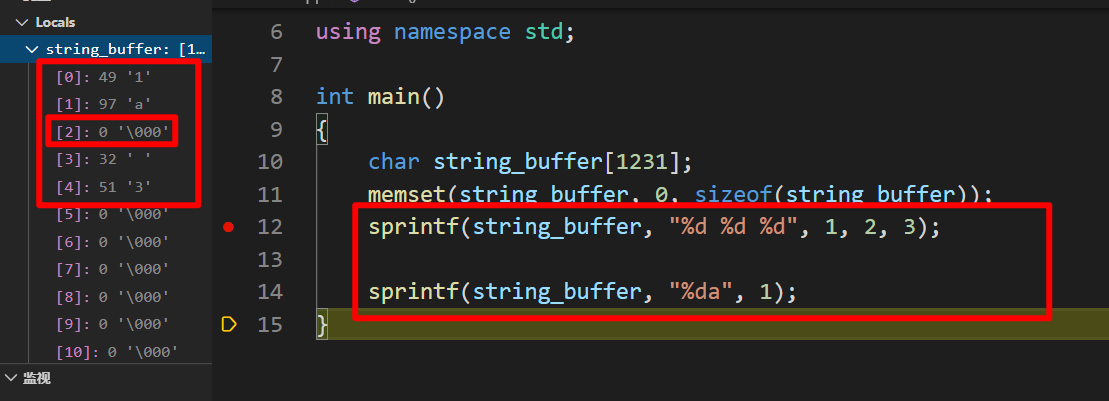 Locals
string_buffer: [1...
[0]: 49 '1'
[1]: 97 'a'
[2]: 0 '\000'
[3]: 32 ' '
[4]: 51 '3'
[5]: 0 '\000'
[6]: 0 '\000'
[7]: 0 '\000'
[8]: 0 '\000'
[9]: 0 '\000'
[10]: 0 '\000'
监视
6 using namespace std;
7
8 int main()
9 {
10 char string_buffer[1231];
11 memset(string_buffer, 0, sizeof(string_buffer));
12 sprintf(string_buffer, "%d %d %d", 1, 2, 3);
13
14 sprintf(string_buffer, "%da", 1);
15 }